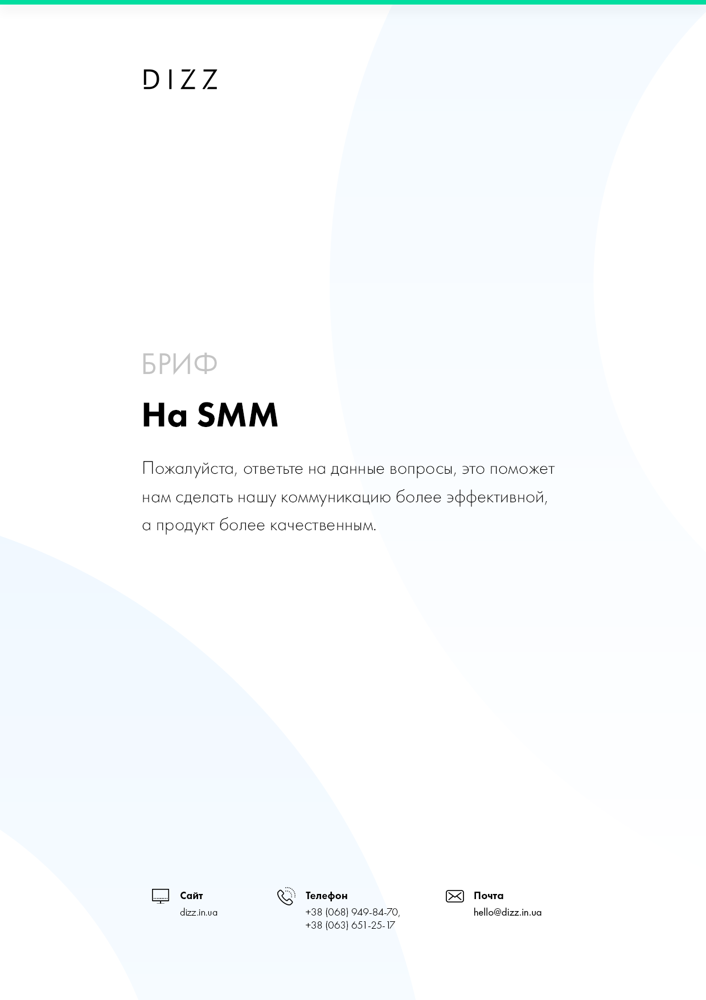 DIZZ
БРИФ
На SMM
Пожалуйста, ответьте на данные вопросы, это поможет
нам сделать нашу коммуникацию более эффективной,
а продукт более качественным.
Сайт
dizz.in.ua
Телефон
+38 (068) 949-84-70,
+38 (063) 651-25-17
Почта
hello@dizz.in.ua